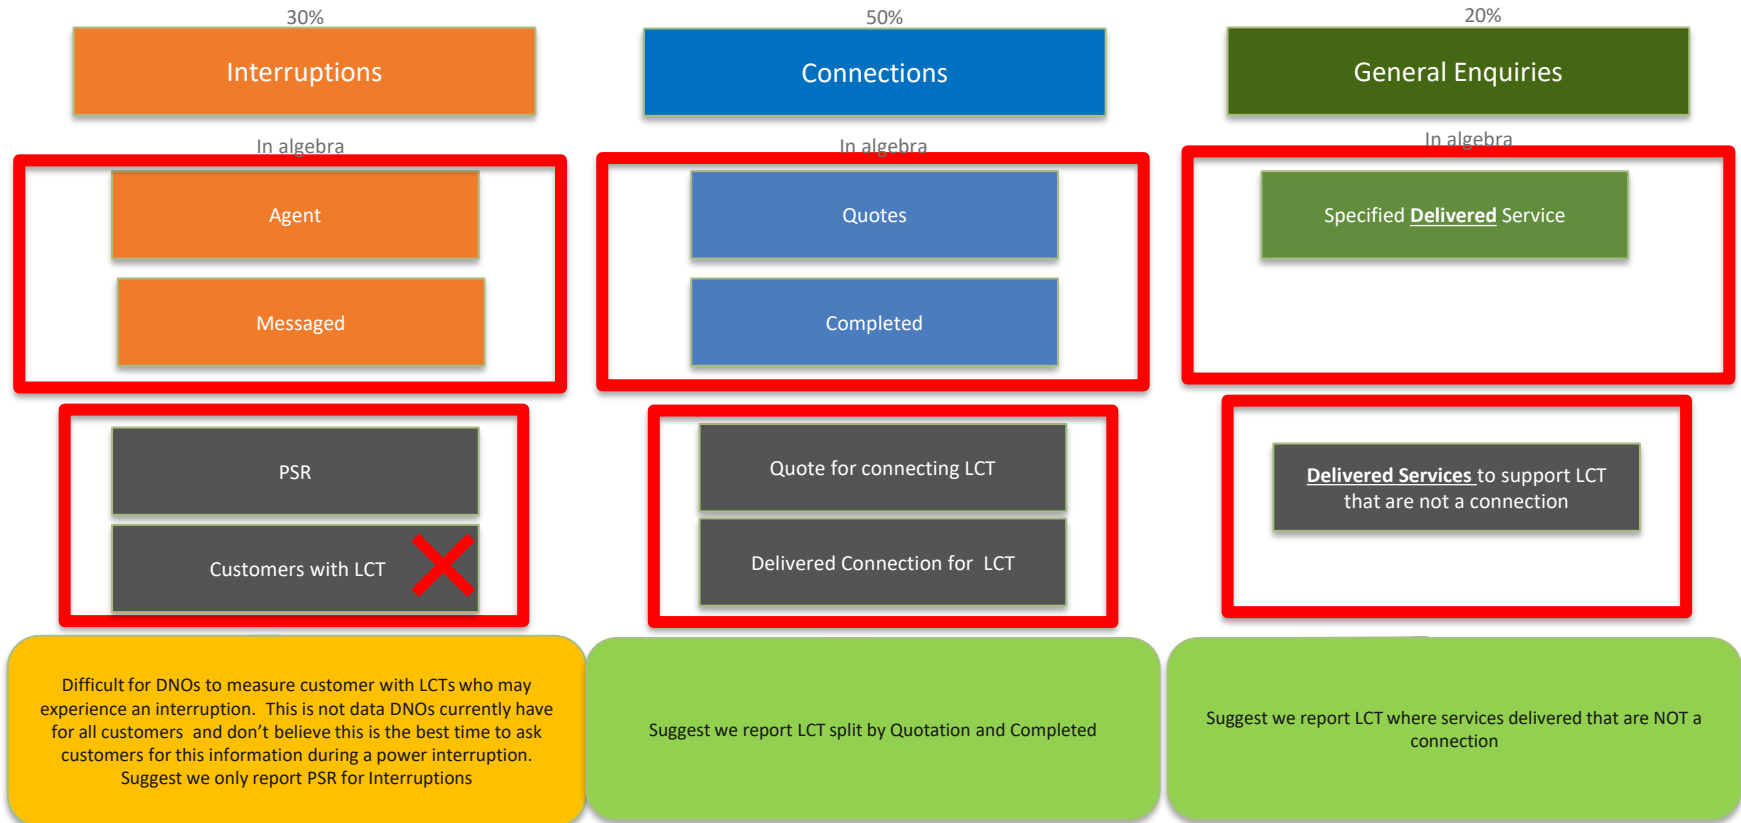 30%
Interruptions
In algebra
Agent
Messaged
PSR
Customers with LCT
Difficult for DNOs to measure customer with LCTs who may
experience an interruption. This is not data DNOs currently have
for all customers and don't believe this is the best time to ask
customers for this information during a power interruption.
Suggest we only report PSR for Interruptions
50%
Connections
In algebra
Quotes
Completed
Quote for connecting LCT
Delivered Connection for LCT
Suggest we report LCT split by Quotation and Completed
20%
General Enquiries
In algebra
Specified Delivered Service
Delivered Services to support LCT
that are not a connection
Suggest we report LCT where services delivered that are NOT a
connection